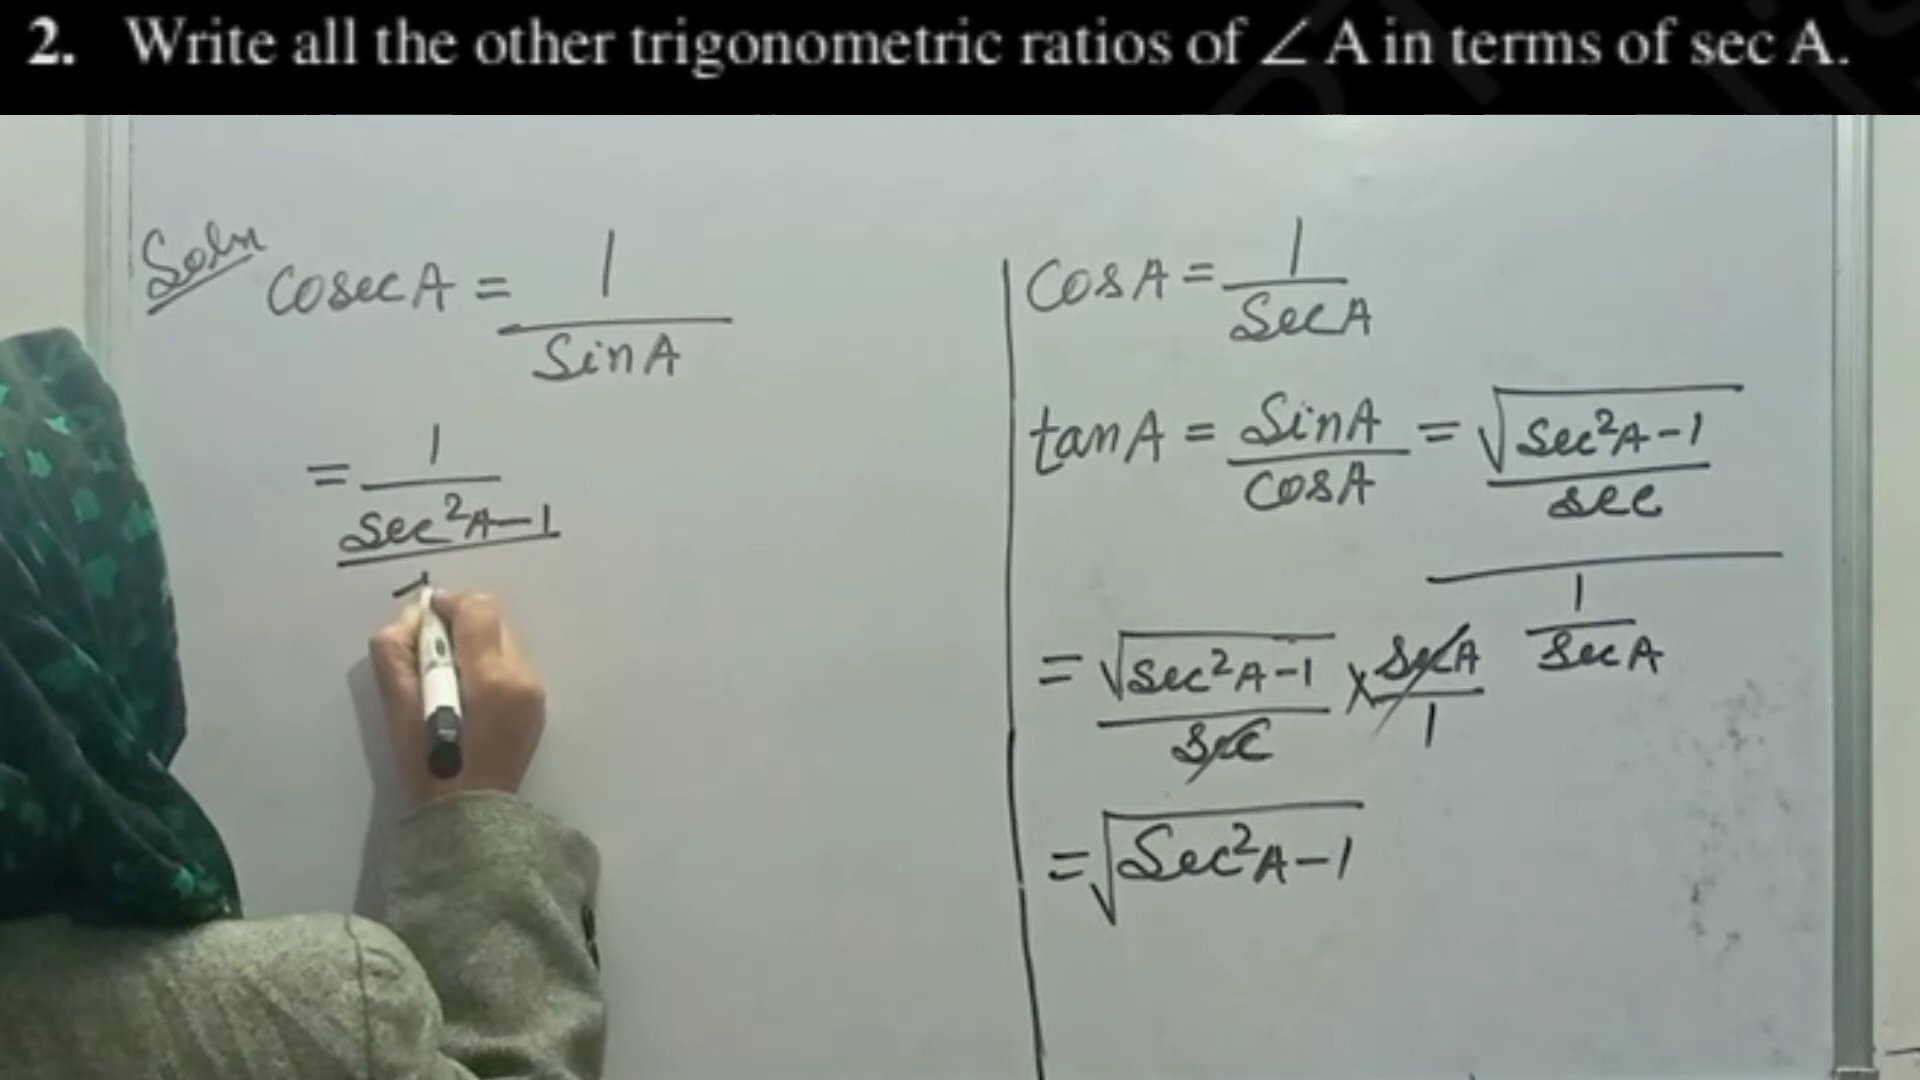 2. Write all the other trigonometric ratios of ∠A in terms of sec A.
Soln
cosec A = 1 / Sin A
= 1 / sec²A-1 /
cos A = 1 / Sec A
tan A = Sin A / cos A = √sec²A-1 / sec / 1 / sec A
= √sec²A-1 / sec × secA / 1
= √Sec²A-1